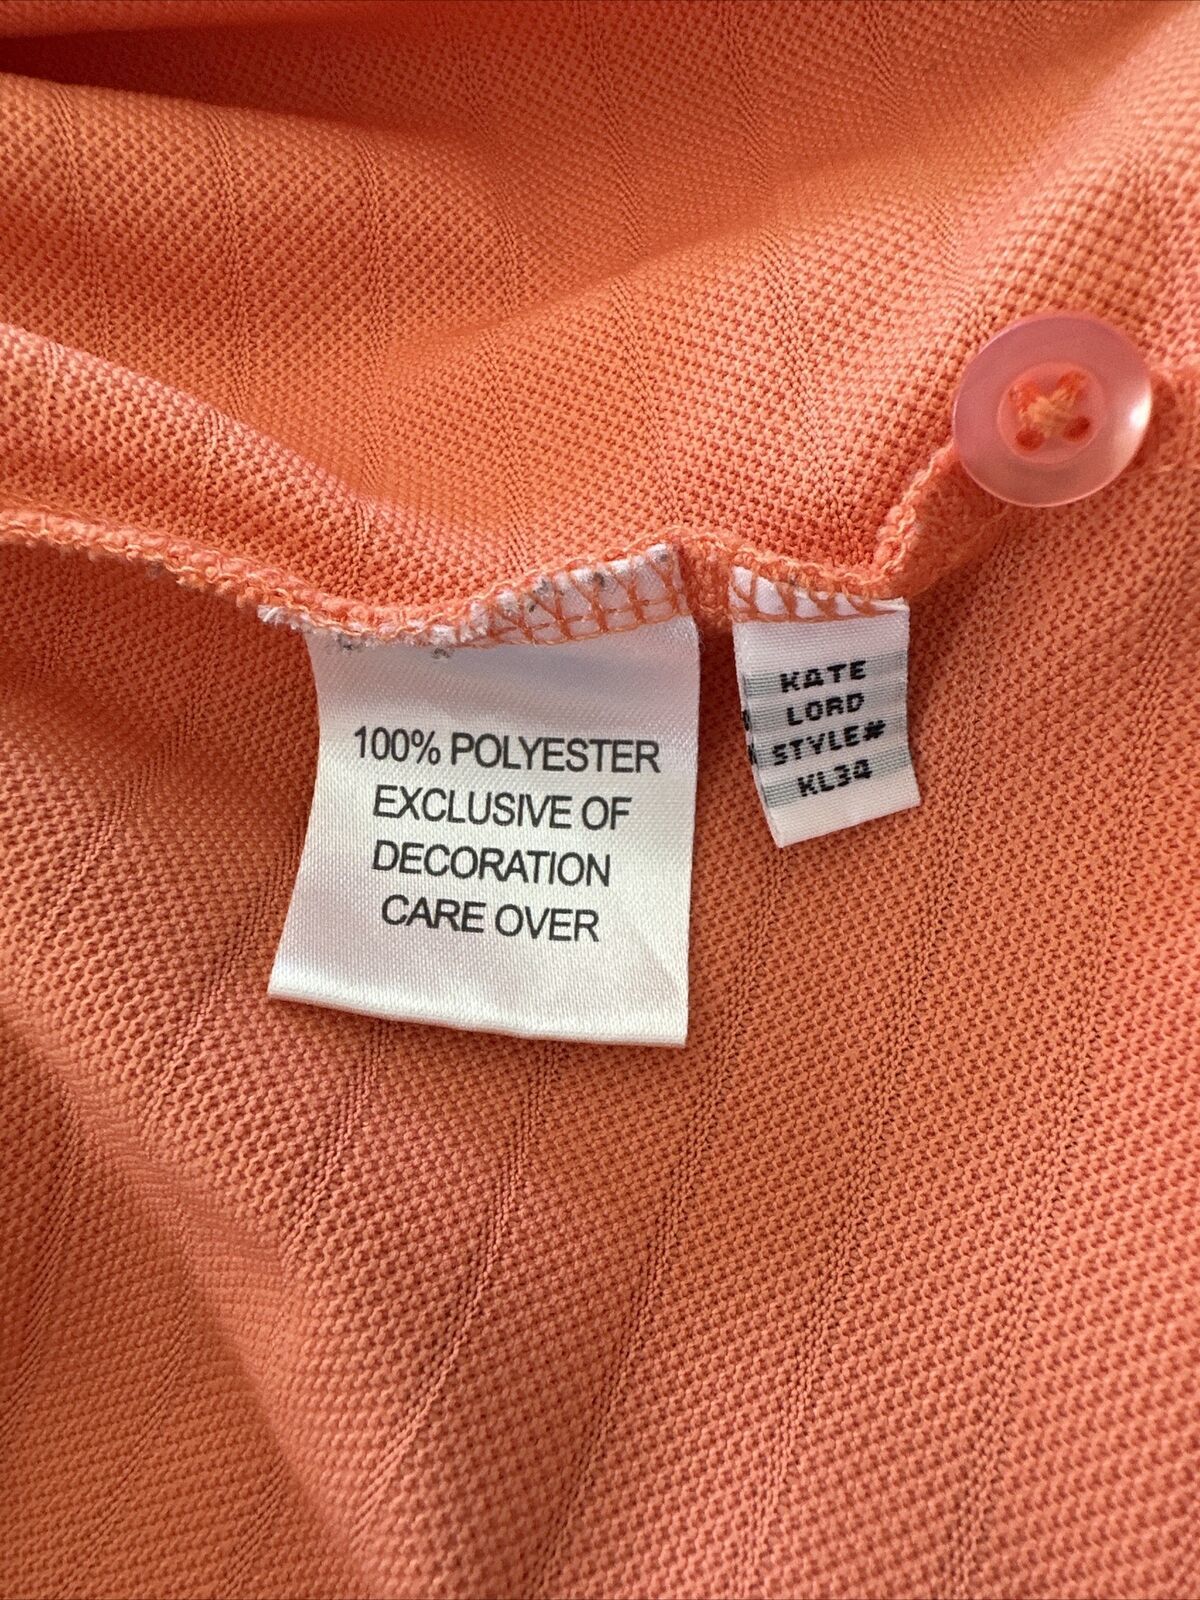 100% POLYESTER
EXCLUSIVE OF
DECORATION
CARE OVER
KATE
LORD
STYLE#
KL34